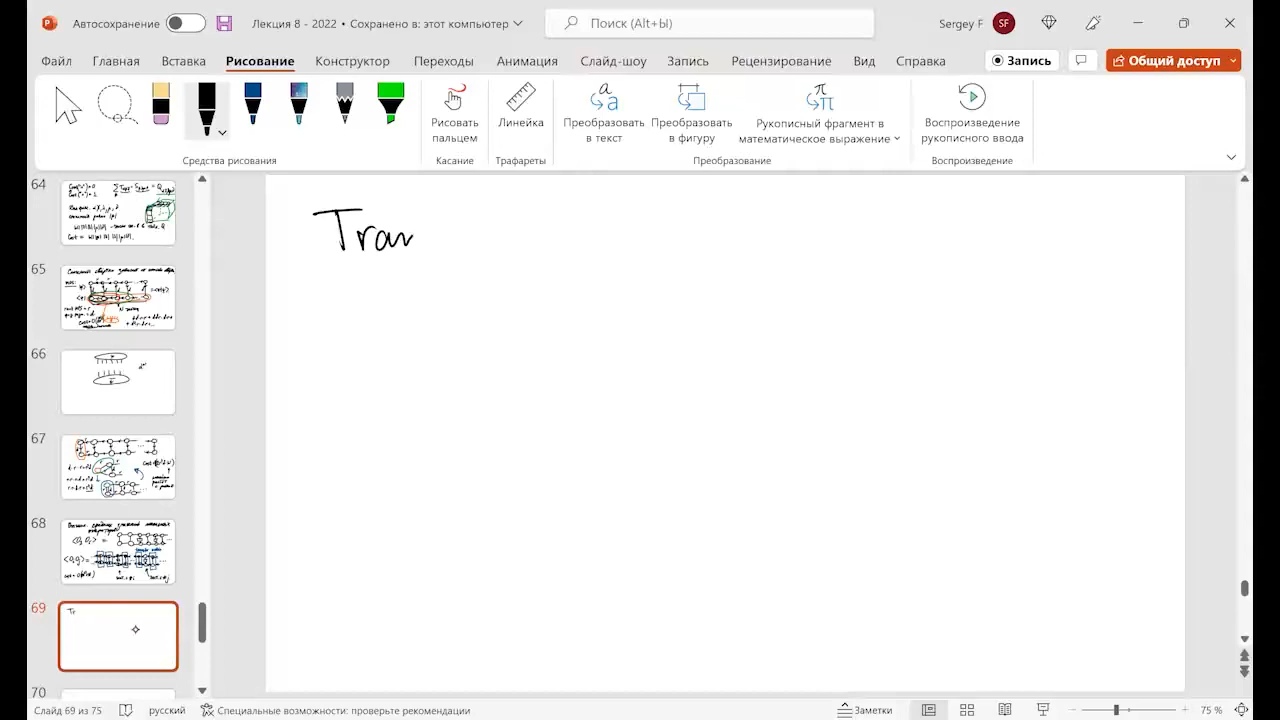 Автосохранение
Лекция 8 - 2022 • Сохранено в: этот компьютер
Поиск (Alt+Ы)
Sergey F
SF
Файл
Главная
Вставка
Рисование
Конструктор
Переходы
Анимация
Слайд-шоу
Запись
Рецензирование
Вид
Справка
Запись
Общий доступ
Рисовать
пальцем
Линейка
a
a
Преобразовать
в текст
Преобразовать
в фигуру
π
π
Рукописный фрагмент в
математическое выражение
Воспроизведение
рукописного ввода
Средства рисования
Касание
Трафареты
Преобразование
Воспроизведение
64
65
66
67
68
69
70
Tran
Tr
Слайд 69 из 75
русский
Специальные возможности: проверьте рекомендации
Заметки
75 %